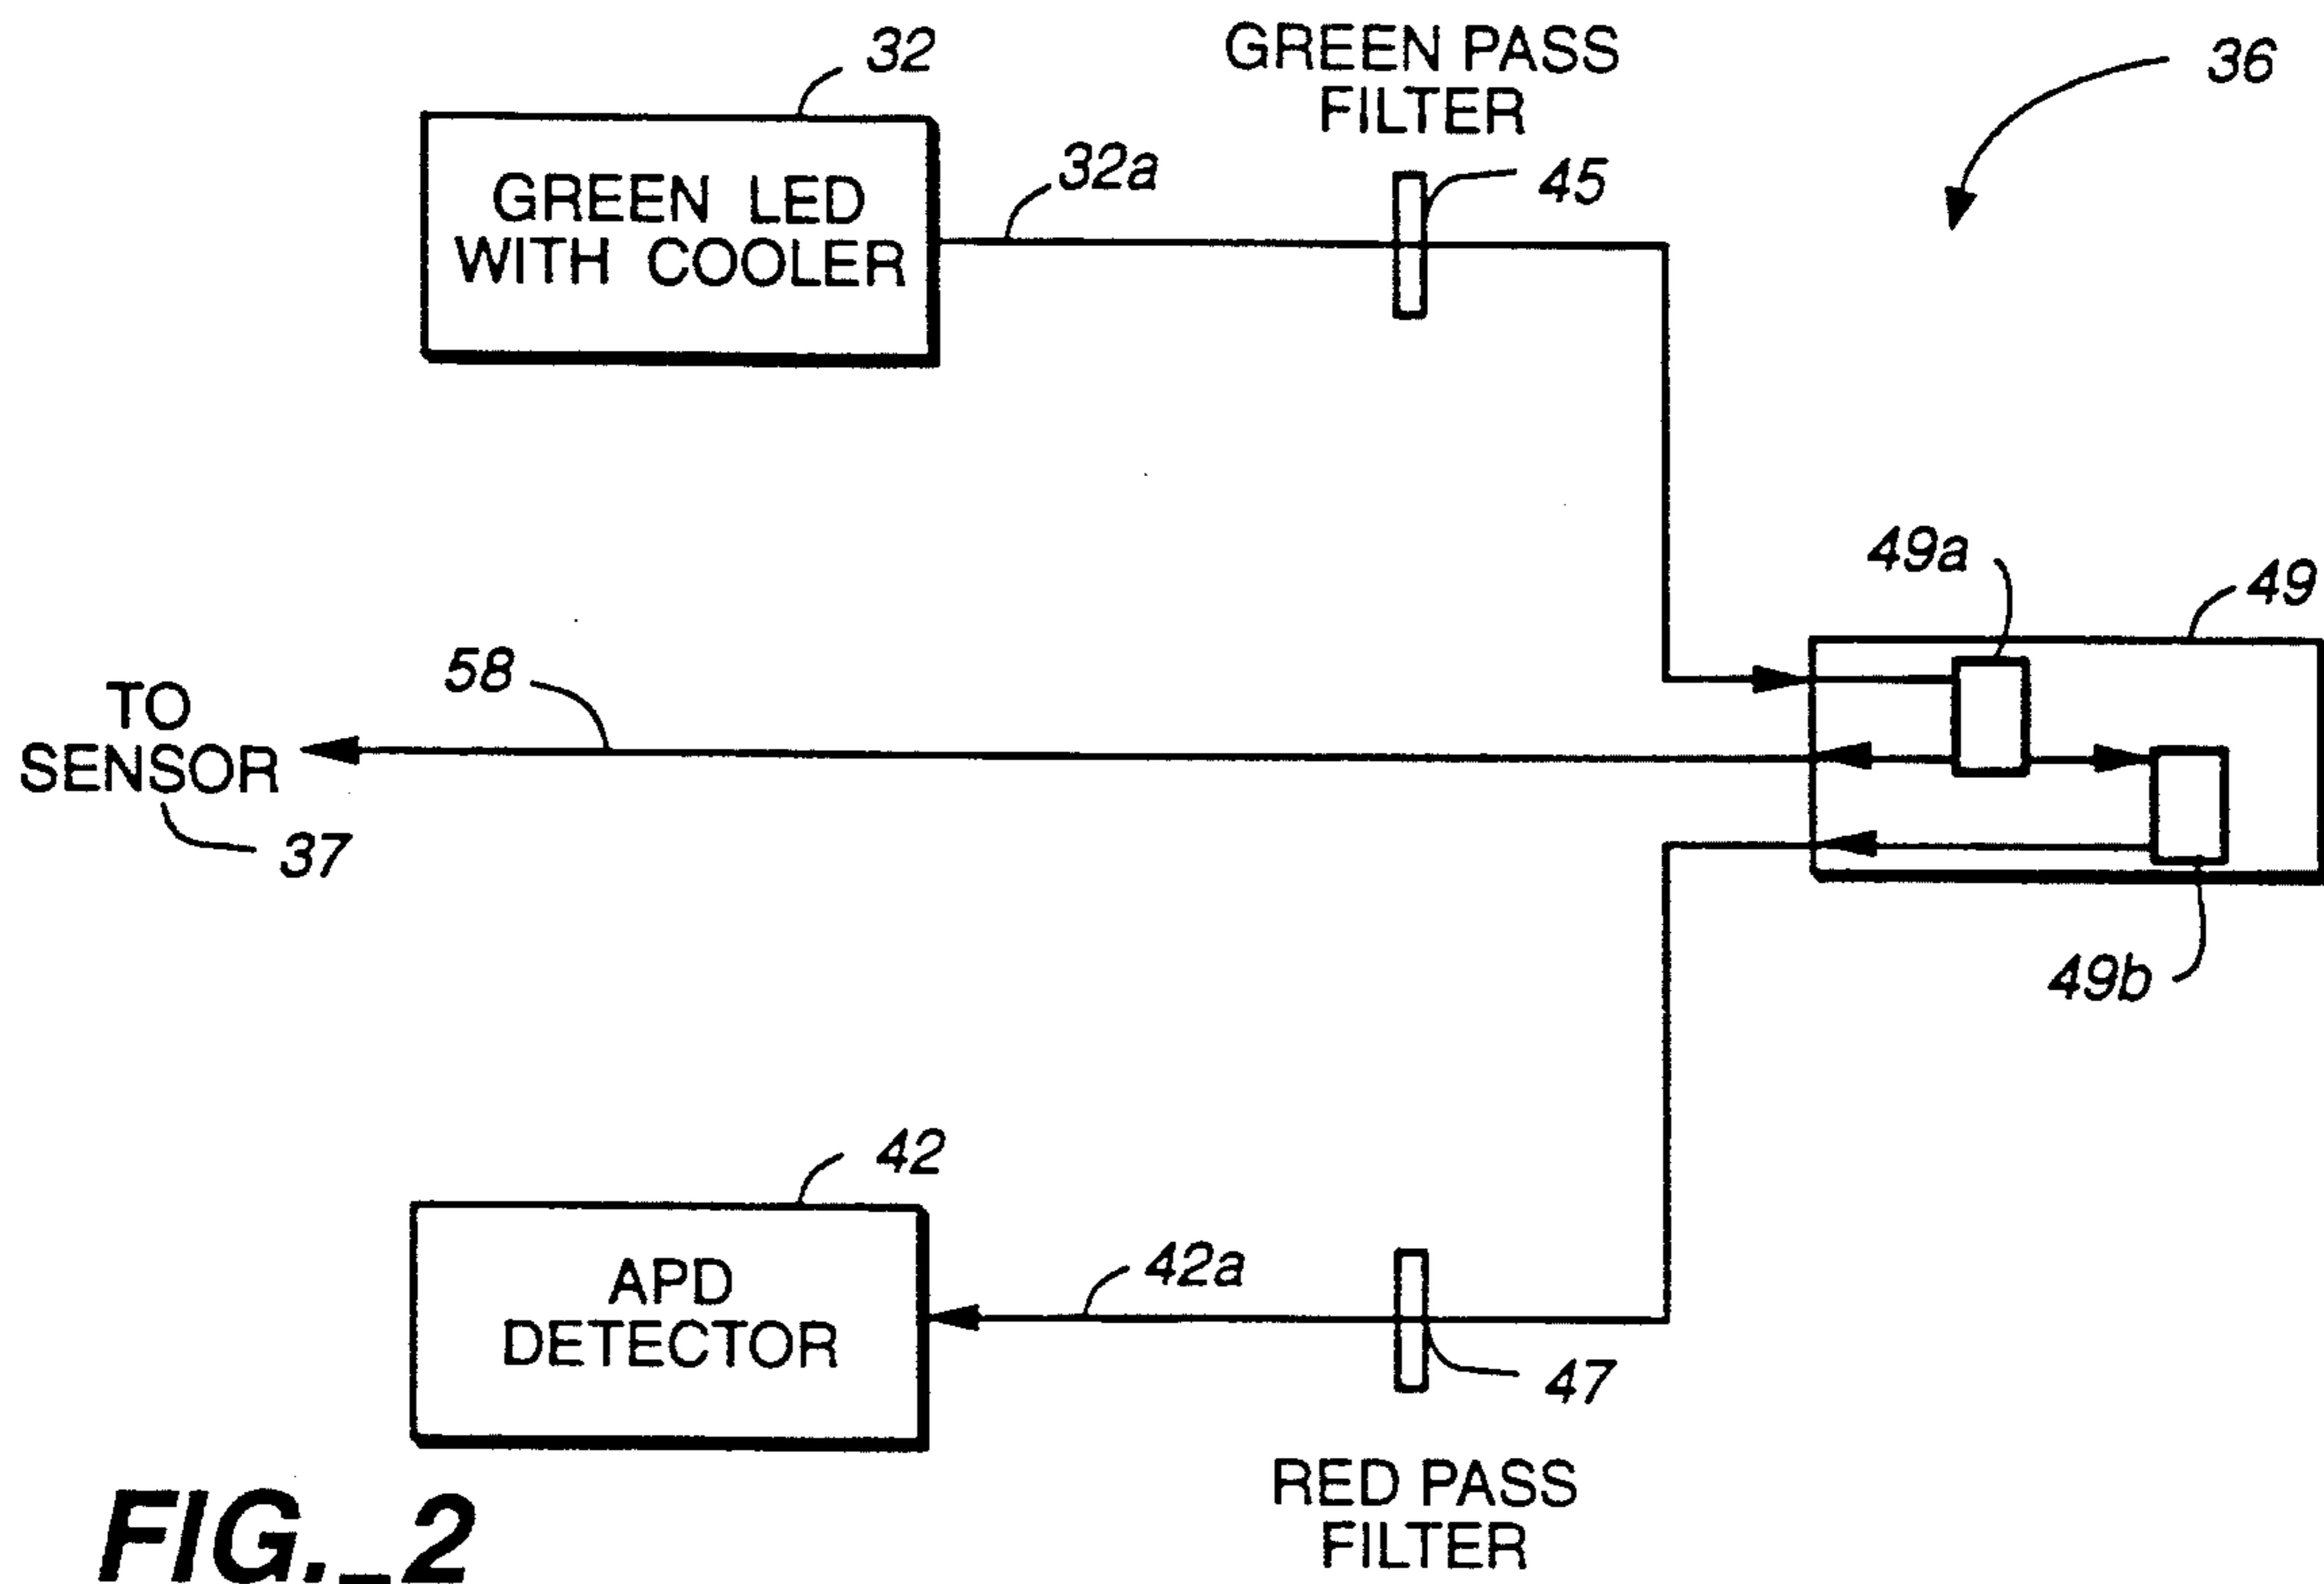 32
GREEN PASS
FILTER
36
GREEN LED
WITH COOLER
32a
45
49a
49
58
TO
SENSOR
37
49b
42
APD
DETECTOR
42a
47
RED PASS
FILTER
FIG._2